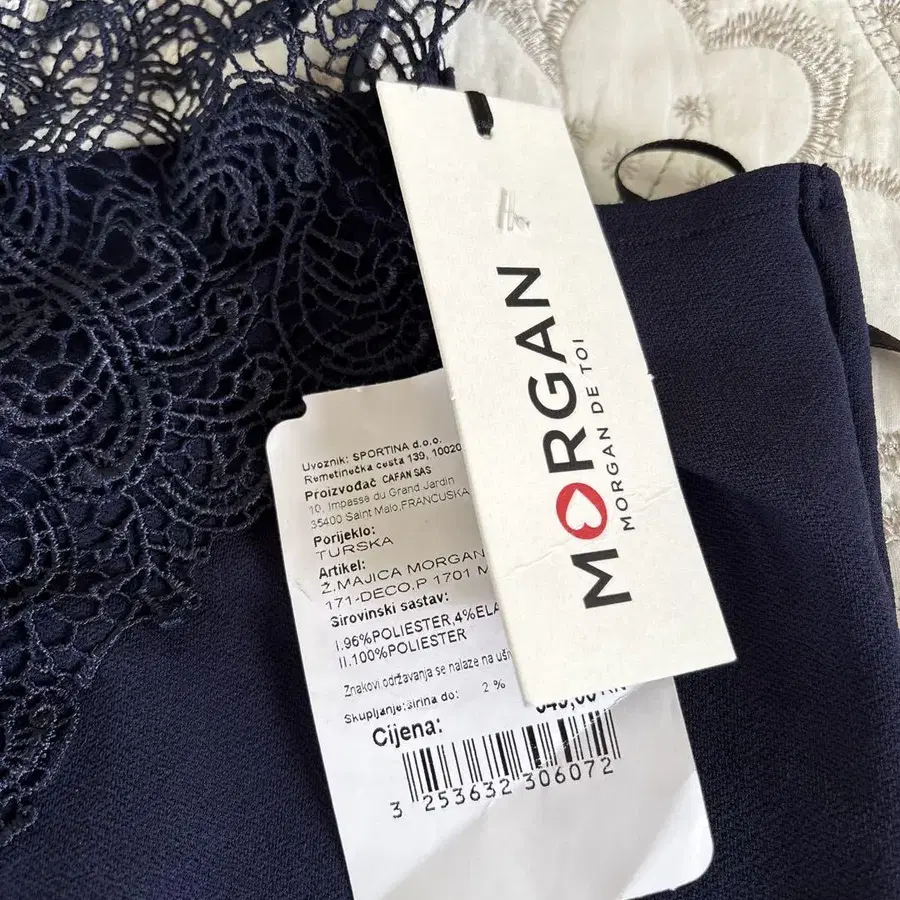 MORGAN
MORGAN DE TOI
Uvoznik: SPORTINA d.o.o.
Remetinečka cesta 139, 10020
Proizvođač CAFAN SAS
10, Impasse du Grand Jardin
35400 Saint Malo,FRANCUSKA
Porijeklo:
TURSKA
Artikel:
Ž.MAJICA MORGAN
171-DECO.P 1701 M
Sirovinski sastav:
I.96%POLIESTER,4%ELA
II.100%POLIESTER
Znakovi održavanja se nalaze na
Skupljanje:širina do: 2 %
Cijena:
3 253632 306072